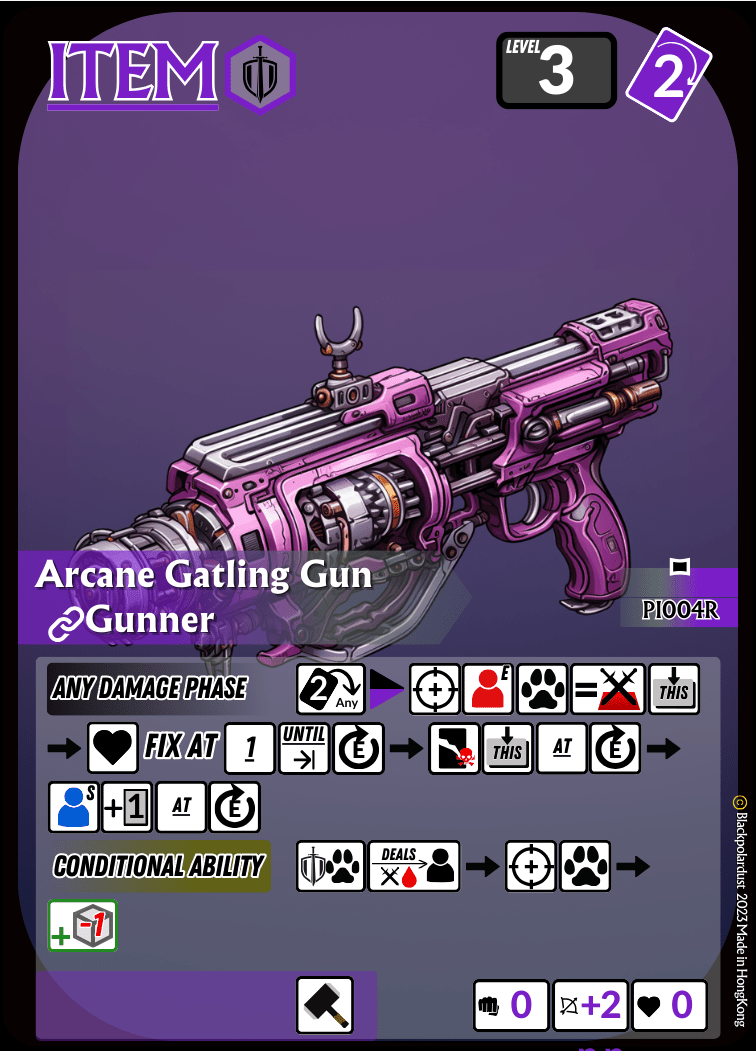 ITEM
LEVEL 3 2
Arcane Gatling Gun
Gunner
PI004R
ANY DAMAGE PHASE 2 Any E = THIS
FIX AT 1 UNTIL E THIS AT E
S +1 AT E
CONDITIONAL ABILITY DEALS
+ -1
0 +2 0
© Blackpolardust 2023 Made in HongKong